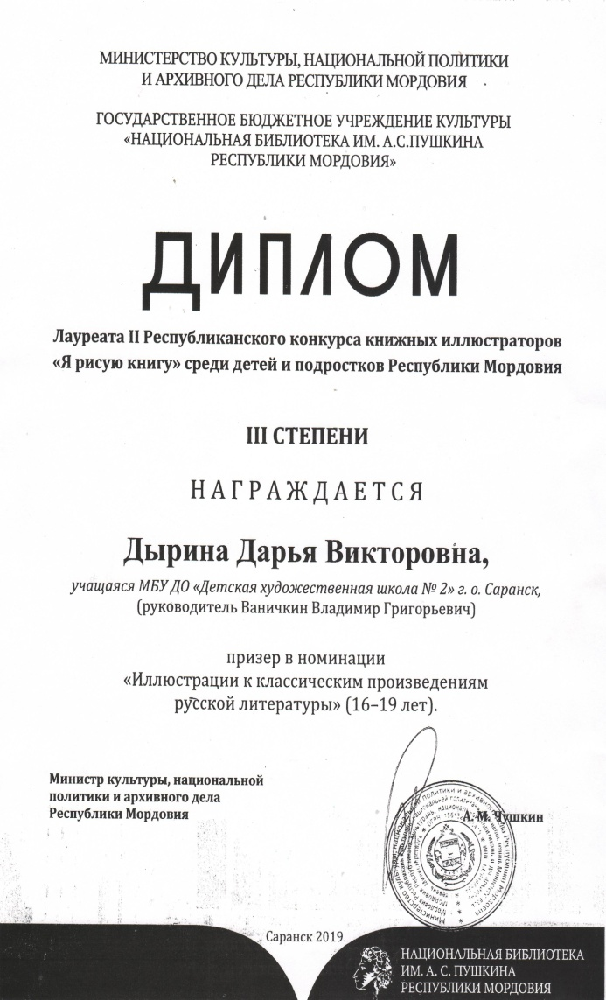 МИНИСТЕРСТВО КУЛЬТУРЫ, НАЦИОНАЛЬНОЙ ПОЛИТИКИ
И АРХИВНОГО ДЕЛА РЕСПУБЛИКИ МОРДОВИЯ
ГОСУДАРСТВЕННОЕ БЮДЖЕТНОЕ УЧРЕЖДЕНИЕ КУЛЬТУРЫ
«НАЦИОНАЛЬНАЯ БИБЛИОТЕКА ИМ. А.С.ПУШКИНА
РЕСПУБЛИКИ МОРДОВИЯ»
ДИПЛОМ
Лауреата II Республиканского конкурса книжных иллюстраторов
«Я рисую книгу» среди детей и подростков Республики Мордовия
III СТЕПЕНИ
НАГРАЖДАЕТСЯ
Дырина Дарья Викторовна,
учащаяся МБУ ДО «Детская художественная школа № 2» г. о. Саранск,
(руководитель Ваничкин Владимир Григорьевич)
призер в номинации
«Иллюстрации к классическим произведениям
русской литературы» (16–19 лет).
Министр культуры, национальной
политики и архивного дела
Республики Мордовия
А. М. Чушкин
Саранск 2019
НАЦИОНАЛЬНАЯ БИБЛИОТЕКА
ИМ. А. С. ПУШКИНА
РЕСПУБЛИКИ МОРДОВИЯ